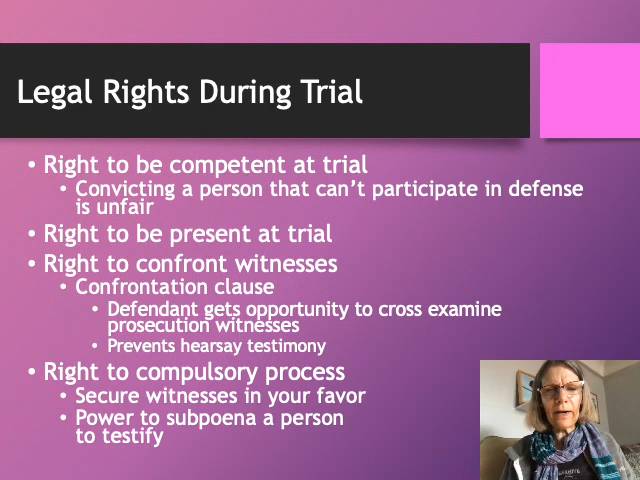 Legal Rights During Trial
• Right to be competent at trial
• Convicting a person that can't participate in defense
is unfair
• Right to be present at trial
• Right to confront witnesses
• Confrontation clause
• Defendant gets opportunity to cross examine
prosecution witnesses
• Prevents hearsay testimony
• Right to compulsory process
• Secure witnesses in your favor
• Power to subpoena a person
to testify